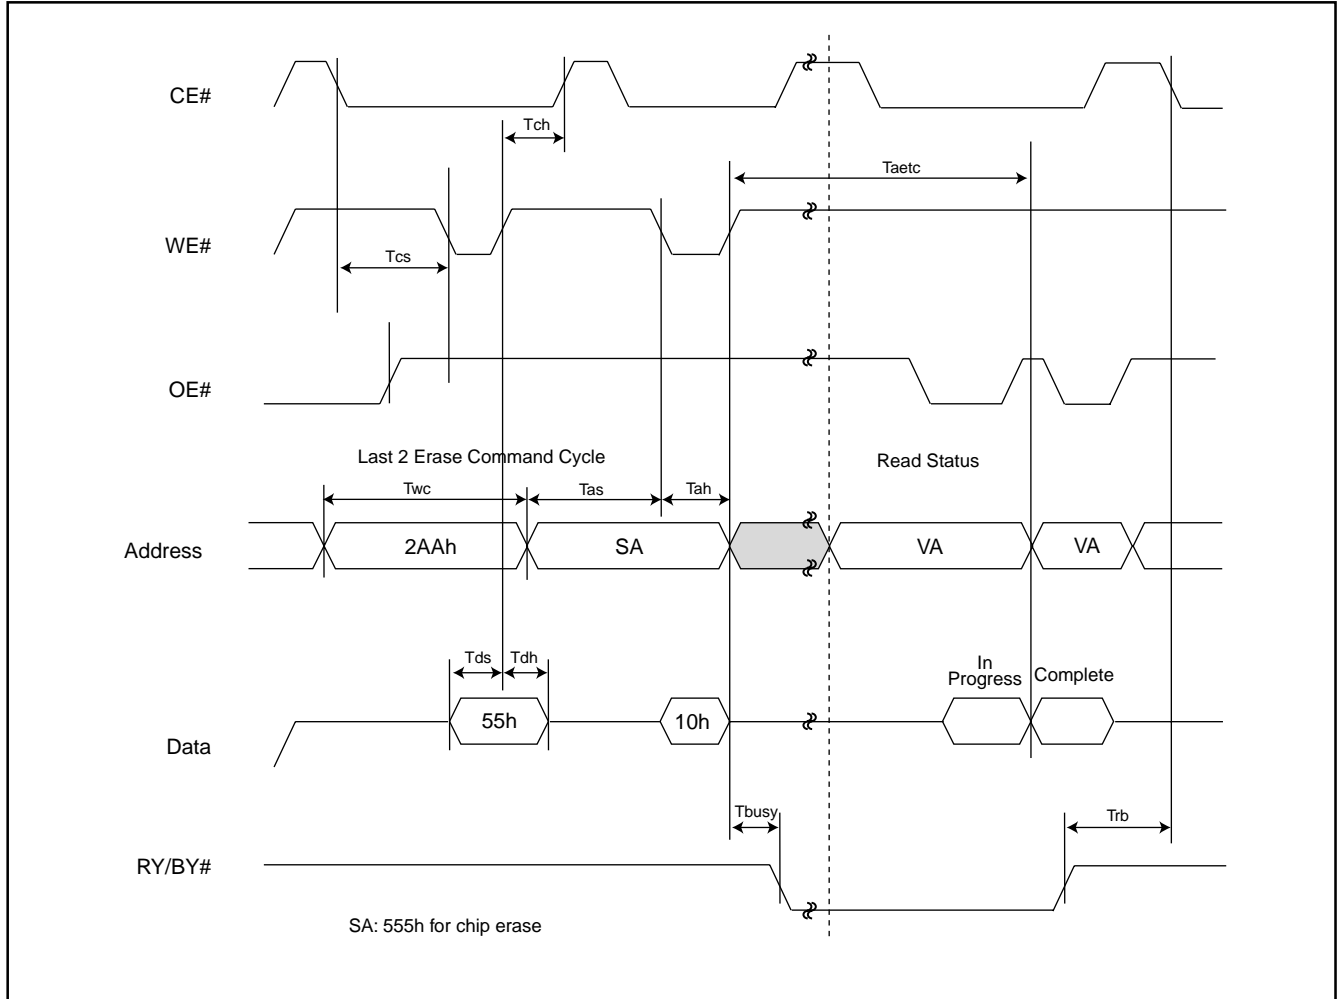 CE#
Tch
Taetc
WE#
Tcs
OE#
Last 2 Erase Command Cycle
Read Status
Twc
Tas
Tah
Address
2AAh
SA
VA
VA
Tds
Tdh
In
Progress
Complete
55h
10h
Data
Tbusy
Trb
RY/BY#
SA: 555h for chip erase